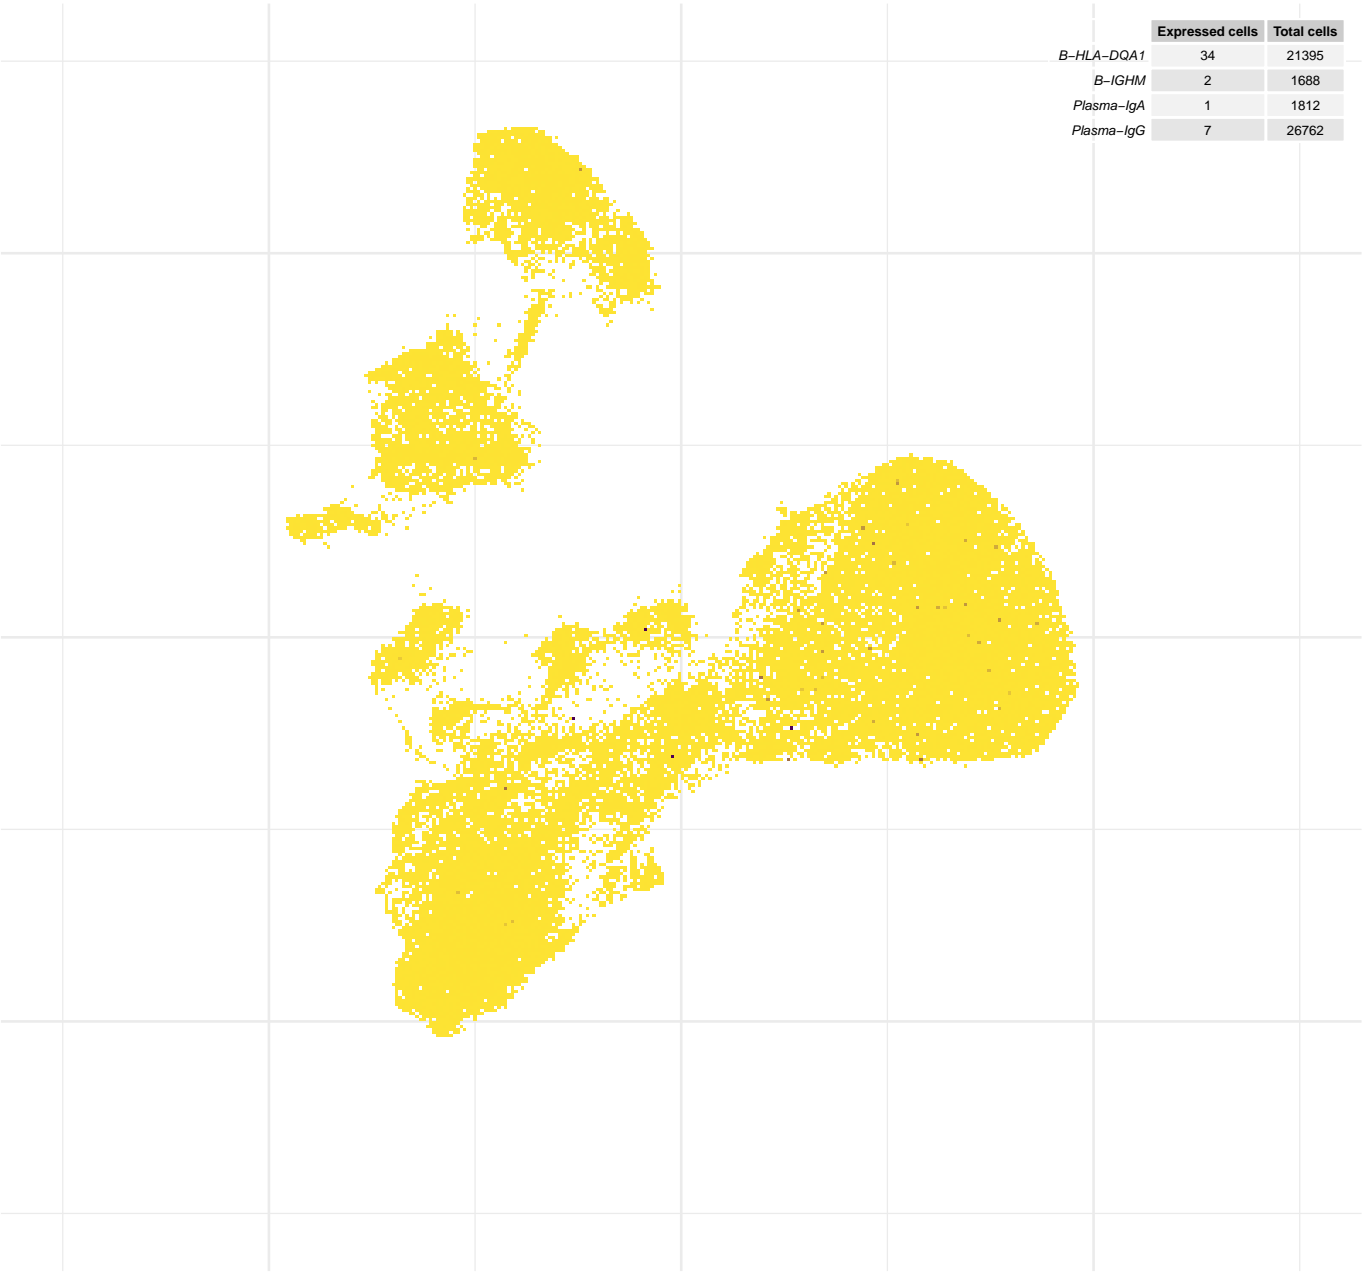 Expressed cells Total cells
B−HLA−DQA1 34 21395
B−IGHM 2 1688
Plasma−IgA 1 1812
Plasma−IgG 7 26762